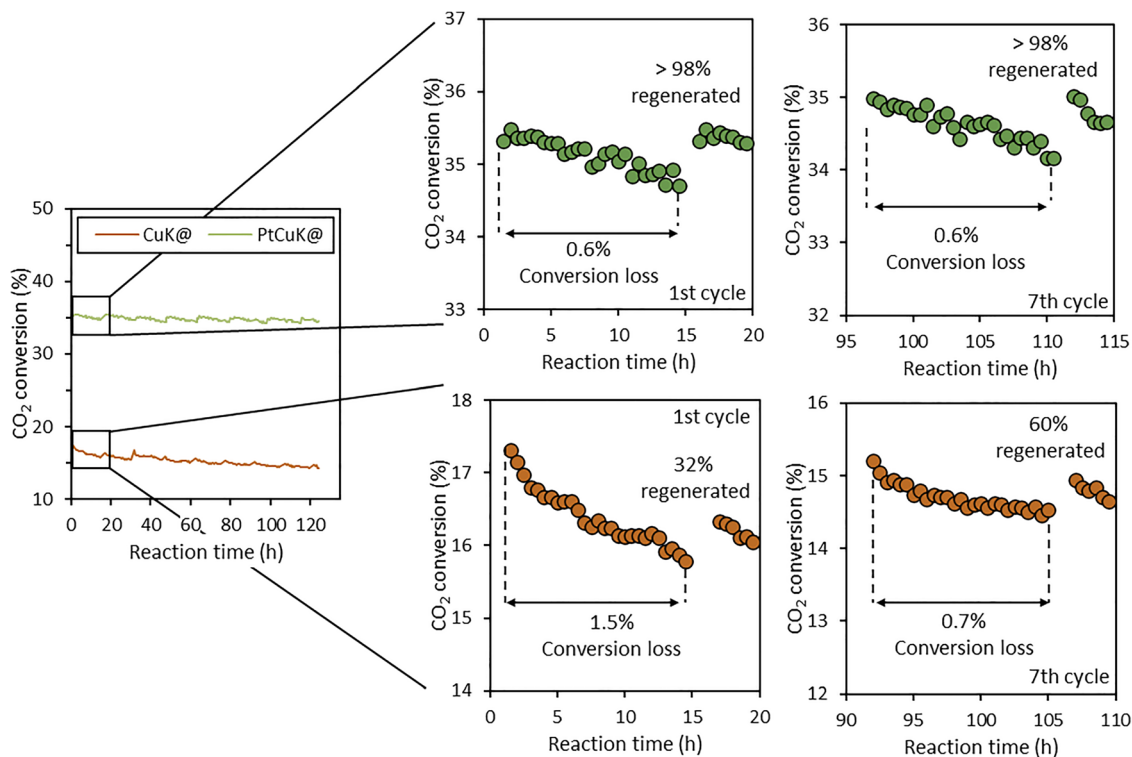 50
40
30
20
10
0
20
40
60
80
100
120
CO2 conversion (%)
Reaction time (h)
CuK@
PtCuK@
37
36
35
34
33
0
5
10
15
20
CO2 conversion (%)
Reaction time (h)
> 98%
regenerated
0.6%
Conversion loss
1st cycle
36
35
34
33
32
95
100
105
110
115
CO2 conversion (%)
Reaction time (h)
> 98%
regenerated
0.6%
Conversion loss
7th cycle
18
17
16
15
14
0
5
10
15
20
CO2 conversion (%)
Reaction time (h)
1st cycle
32%
regenerated
1.5%
Conversion loss
16
15
14
13
12
90
95
100
105
110
CO2 conversion (%)
Reaction time (h)
60%
regenerated
0.7%
Conversion loss
7th cycle